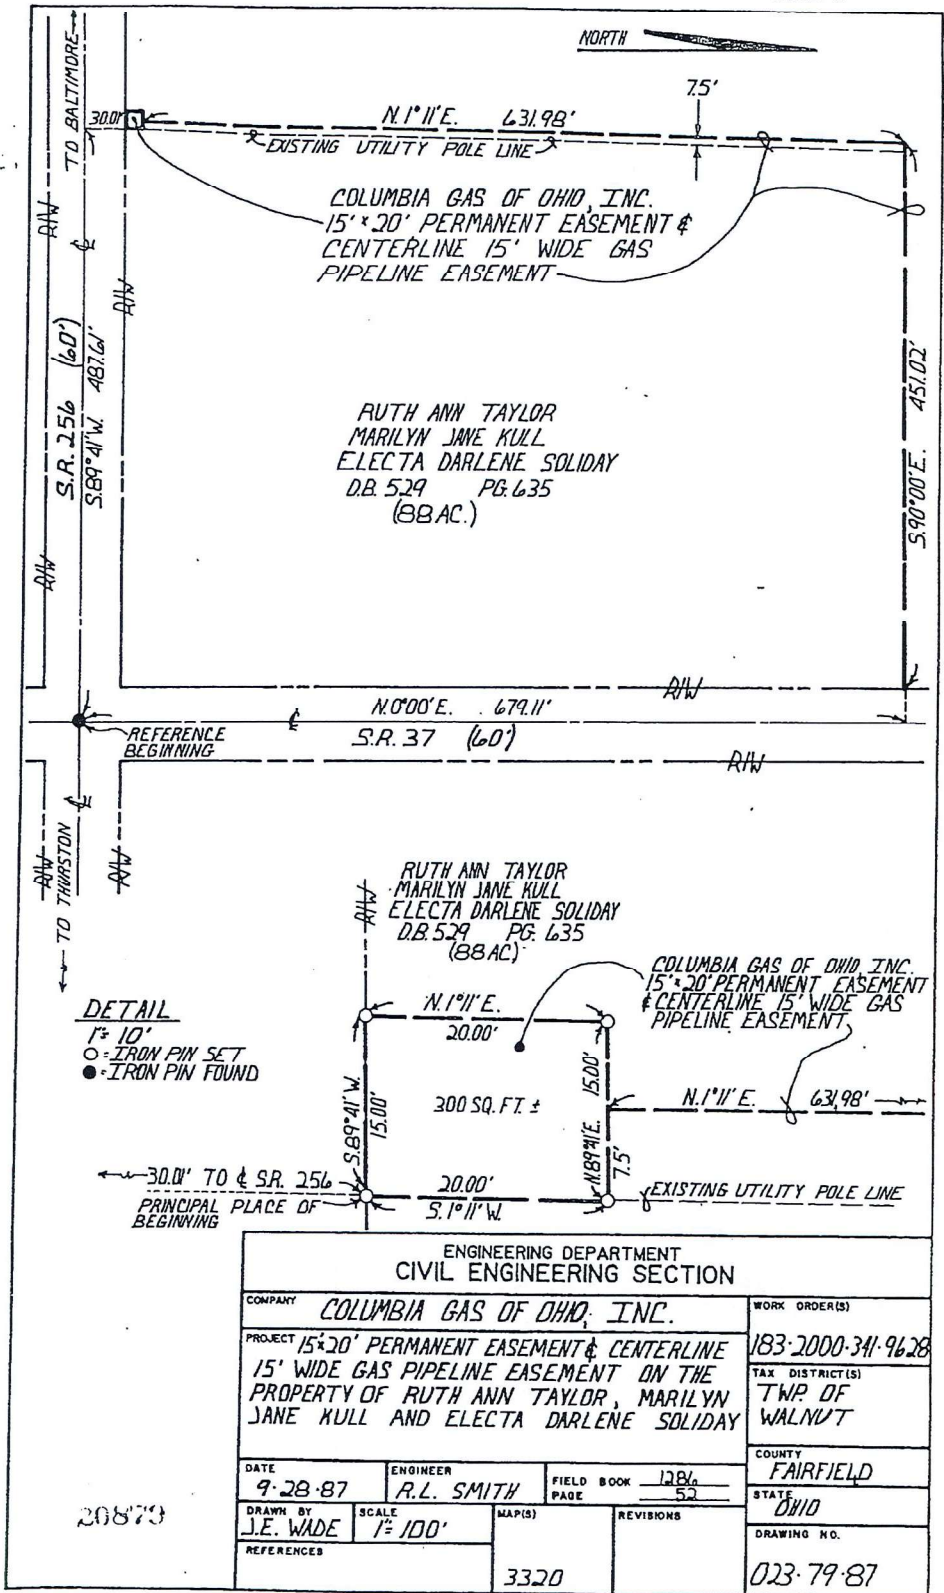 NORTH
TO BALTIMORE
30.01'
N. 1°11' E. 631.98'
7.5'
EXISTING UTILITY POLE LINE
COLUMBIA GAS OF OHIO, INC.
15' x 20' PERMANENT EASEMENT &
CENTERLINE 15' WIDE GAS
PIPELINE EASEMENT
R/W
R/W
℄
S.R. 256 (60')
S.89°41'W. 487.61'
R/W
RUTH ANN TAYLOR
MARILYN JANE KULL
ELECTA DARLENE SOLIDAY
D.B. 529 PG. 635
(88 AC.)
S.90°00'E. 451.02'
R/W
N.0°00'E. 679.11'
℄
S.R. 37 (60')
REFERENCE
BEGINNING
R/W
℄
R/W
R/W
TO THURSTON
RUTH ANN TAYLOR
MARILYN JANE KULL
ELECTA DARLENE SOLIDAY
D.B. 529 PG. 635
(88 AC)
R/W
COLUMBIA GAS OF OHIO, INC.
15' x 20' PERMANENT EASEMENT
& CENTERLINE 15' WIDE GAS
PIPELINE EASEMENT
DETAIL
1"= 10'
○ = IRON PIN SET
● = IRON PIN FOUND
N. 1°11' E.
20.00'
S.89°41'W.
15.00'
300 SQ. FT. ±
N.89°41'E. 15.00'
7.5'
N. 1°11' E. 631.98'
30.01' TO ℄ S.R. 256
PRINCIPAL PLACE OF
BEGINNING
20.00'
S. 1°11' W.
EXISTING UTILITY POLE LINE
ENGINEERING DEPARTMENT
CIVIL ENGINEERING SECTION
COMPANY COLUMBIA GAS OF OHIO, INC.
WORK ORDER(S)
183-2000-341-9628
PROJECT 15'x20' PERMANENT EASEMENT & CENTERLINE
15' WIDE GAS PIPELINE EASEMENT ON THE
PROPERTY OF RUTH ANN TAYLOR, MARILYN
JANE KULL AND ELECTA DARLENE SOLIDAY
TAX DISTRICT(S)
TWP. OF
WALNUT
COUNTY
FAIRFIELD
STATE
OHIO
DATE
9-28-87
ENGINEER
R.L. SMITH
FIELD BOOK 1286
PAGE 52
DRAWN BY
J.E. WADE
SCALE
1"= 100'
MAP(S)
3320
REVISIONS
REFERENCES
DRAWING NO.
023-79-87
20879